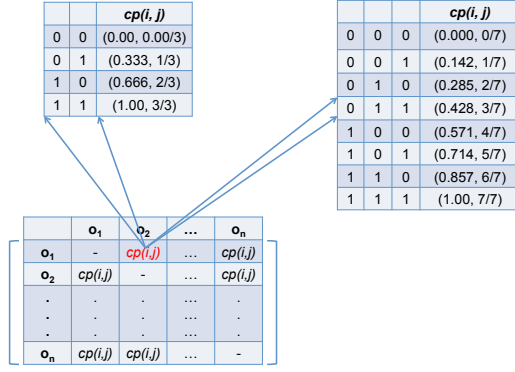 cp(i, j)
0 0 (0.00, 0.00/3)
0 1 (0.333, 1/3)
1 0 (0.666, 2/3)
1 1 (1.00, 3/3)
cp(i, j)
0 0 0 (0.000, 0/7)
0 0 1 (0.142, 1/7)
0 1 0 (0.285, 2/7)
0 1 1 (0.428, 3/7)
1 0 0 (0.571, 4/7)
1 0 1 (0.714, 5/7)
1 1 0 (0.857, 6/7)
1 1 1 (1.00, 7/7)
o1 o2 … on
o1 - cp(i,j) … cp(i,j)
o2 cp(i,j) - … cp(i,j)
. . . … .
. . . … .
. . . … .
on cp(i,j) cp(i,j) … -